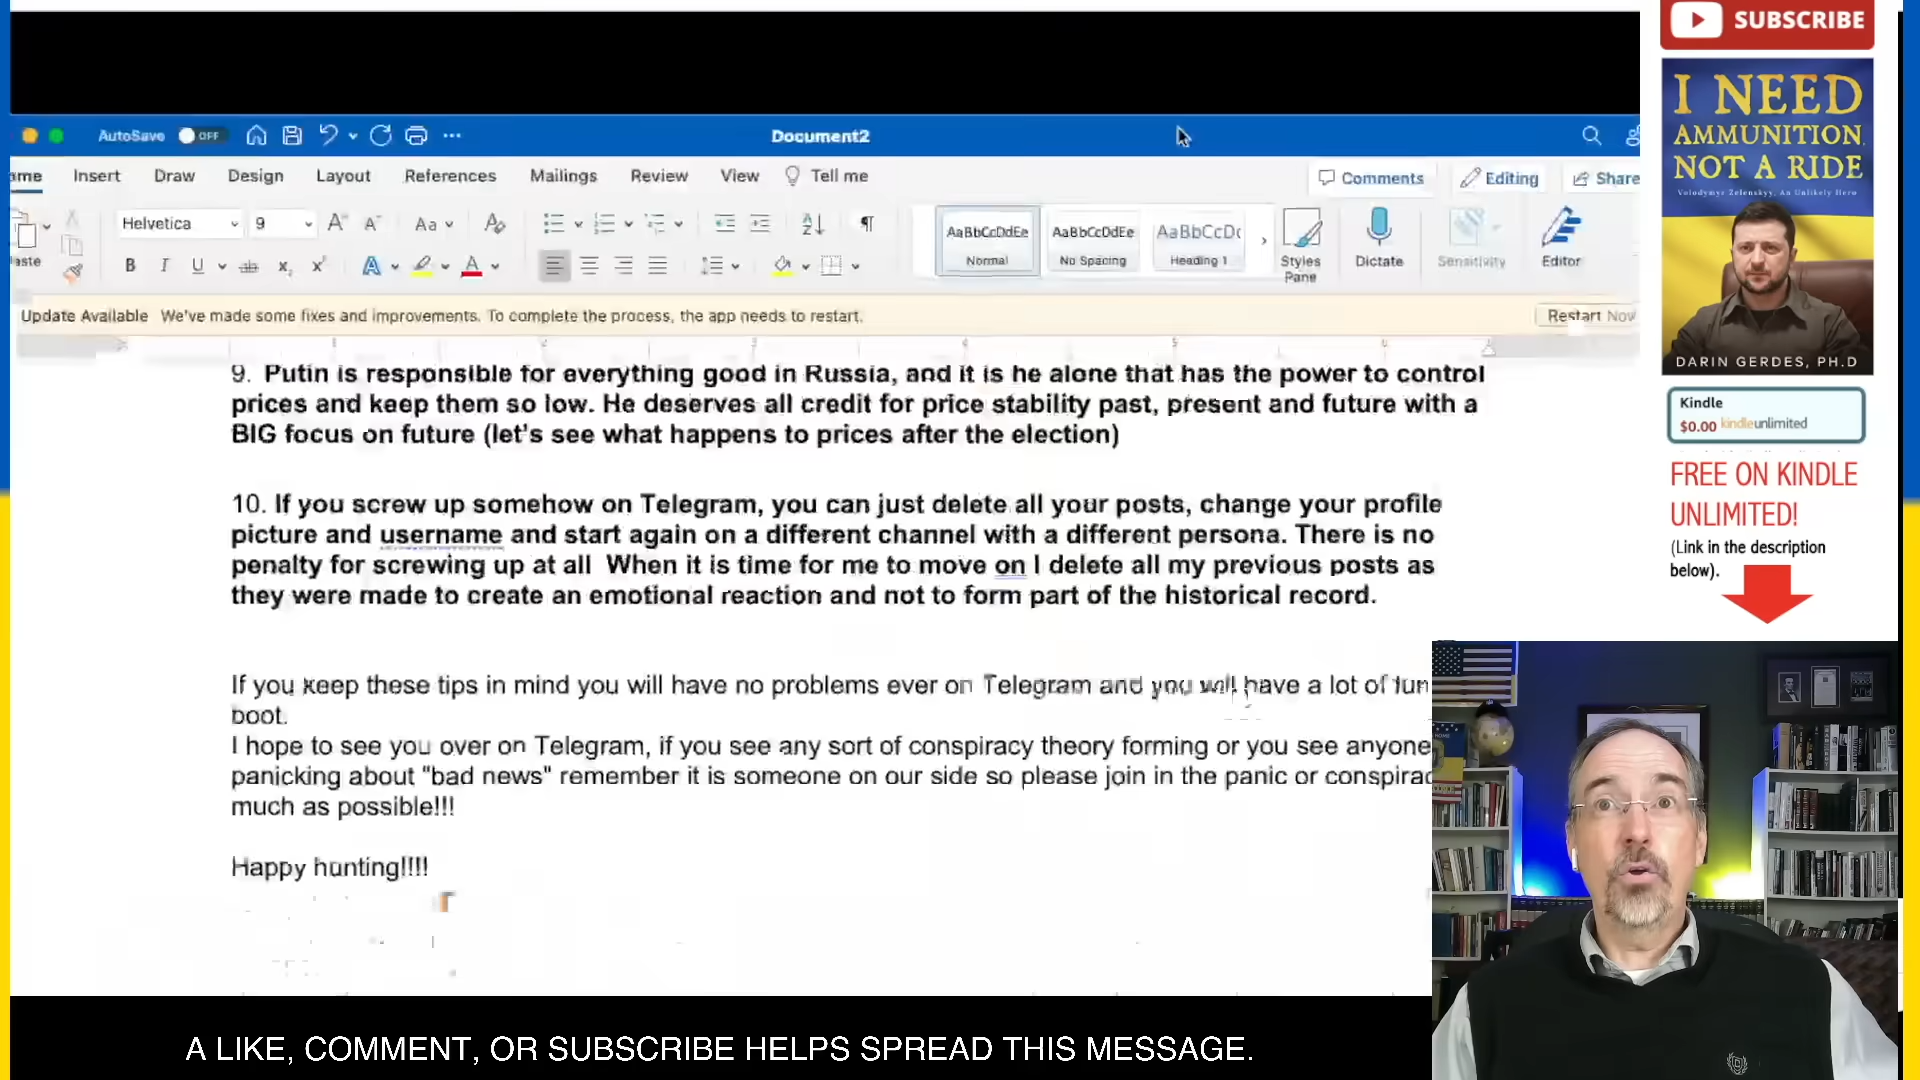 SUBSCRIBE
I NEED
AMMUNITION,
NOT A RIDE
Volodymyr Zelenskyy, An Unlikely Hero
DARIN GERDES, PH.D
Kindle
$0.00 kindleunlimited
FREE ON KINDLE
UNLIMITED!
(Link in the description
below).
AutoSave OFF
Document2
ome Insert Draw Design Layout References Mailings Review View Tell me
Comments Editing Share
aste
Helvetica 9
AaBbCcDdEe AaBbCcDdEe AaBbCcDc
Normal No Spacing Heading 1
Styles
Pane
Dictate Sensitivity Editor
Update Available We've made some fixes and improvements. To complete the process, the app needs to restart.
Restart Now
9. Putin is responsible for everything good in Russia, and it is he alone that has the power to control
prices and keep them so low. He deserves all credit for price stability past, present and future with a
BIG focus on future (let's see what happens to prices after the election)
10. If you screw up somehow on Telegram, you can just delete all your posts, change your profile
picture and username and start again on a different channel with a different persona. There is no
penalty for screwing up at all When it is time for me to move on I delete all my previous posts as
they were made to create an emotional reaction and not to form part of the historical record.
If you keep these tips in mind you will have no problems ever on Telegram and you will have a lot of fun
boot.
I hope to see you over on Telegram, if you see any sort of conspiracy theory forming or you see anyone
panicking about "bad news" remember it is someone on our side so please join in the panic or conspirac
much as possible!!!
Happy hunting!!!!
A LIKE, COMMENT, OR SUBSCRIBE HELPS SPREAD THIS MESSAGE.